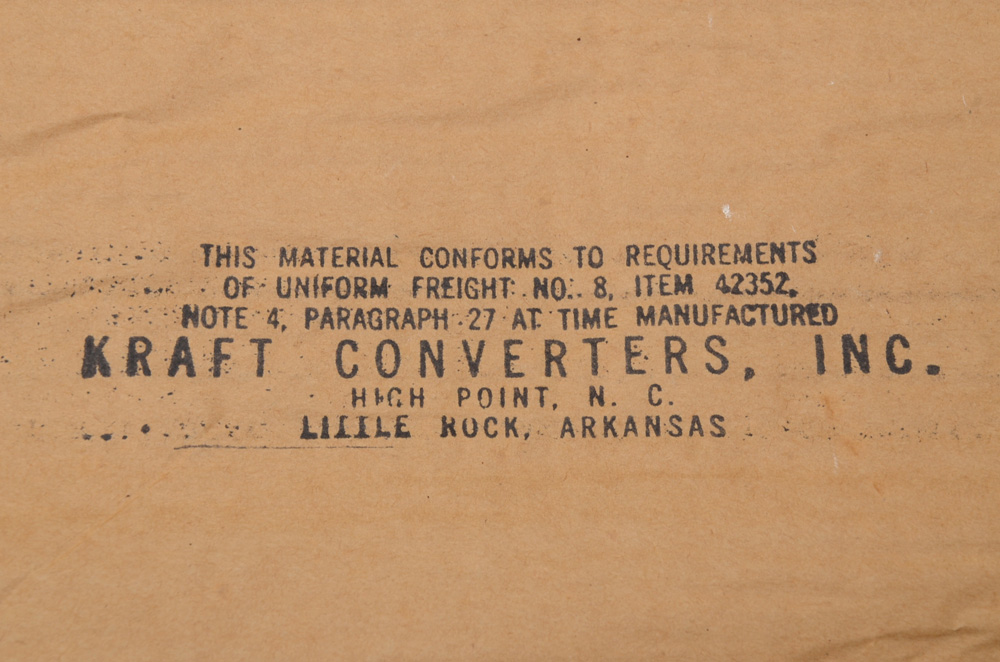 THIS MATERIAL CONFORMS TO REQUIREMENTS
OF UNIFORM FREIGHT NO. 8, ITEM 42352,
NOTE 4, PARAGRAPH 27 AT TIME MANUFACTURED
KRAFT CONVERTERS, INC.
HIGH POINT, N. C.
LITTLE ROCK, ARKANSAS